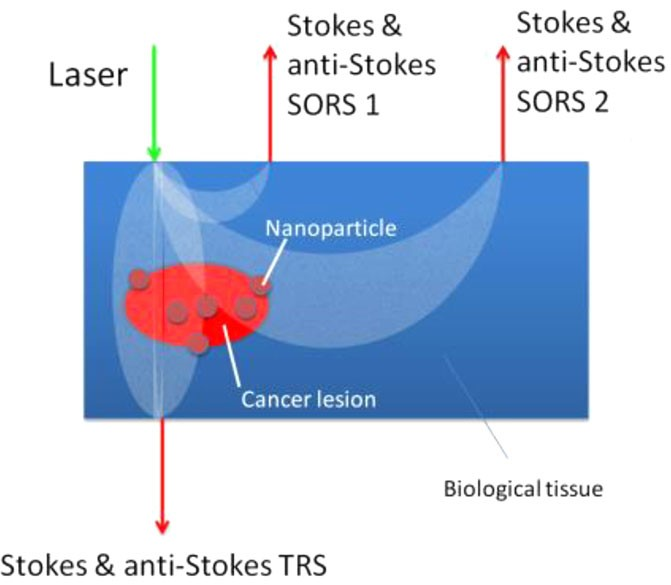 Laser
Stokes &
anti-Stokes
SORS 1
Stokes &
anti-Stokes
SORS 2
Nanoparticle
Cancer lesion
Biological tissue
Stokes & anti-Stokes TRS